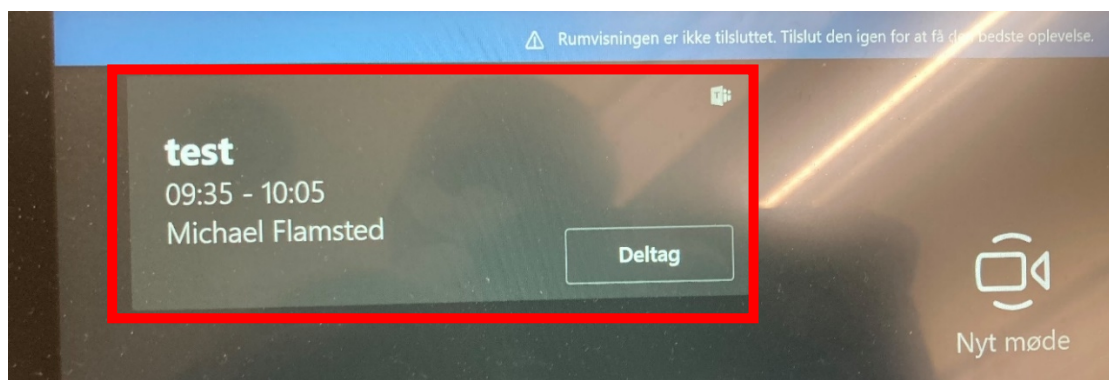 Rumvisningen er ikke tilsluttet. Tilslut den igen for at få den bedste oplevelse.
test
09:35 - 10:05
Michael Flamsted
Deltag
Nyt møde